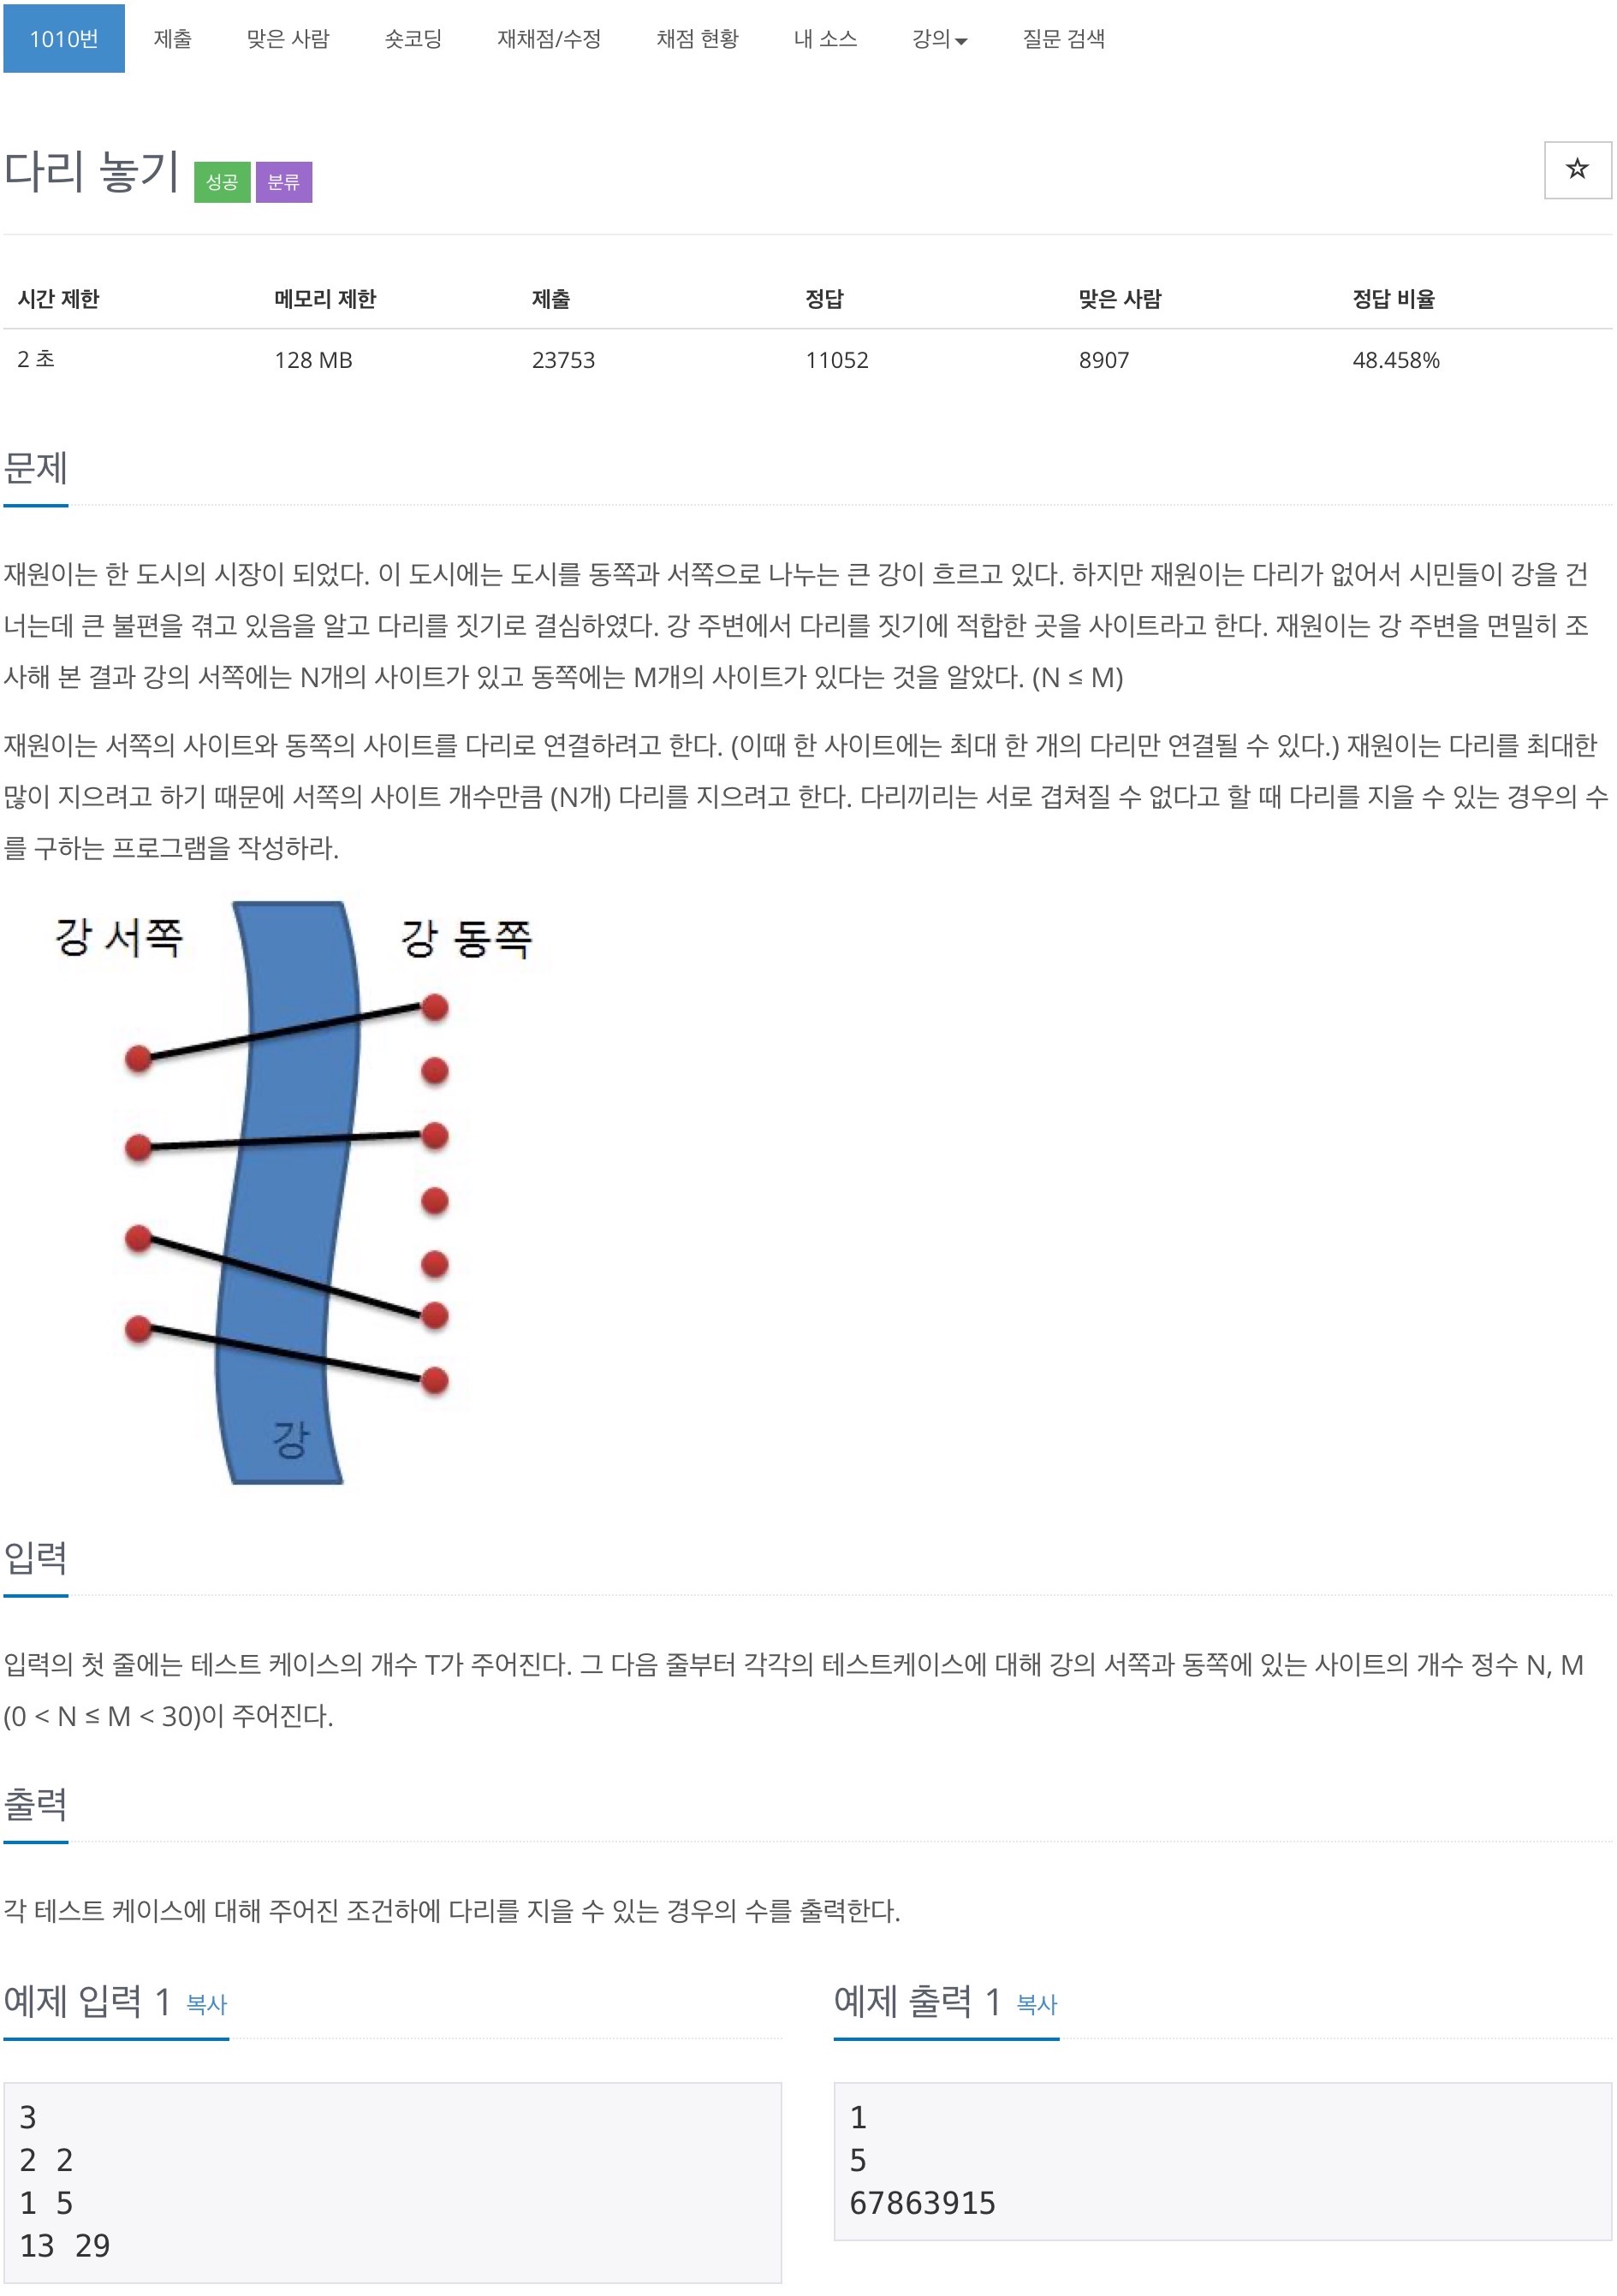 1010번 제출 맞은 사람 숏코딩 재채점/수정 채점 현황 내 소스 강의 질문 검색
다리 놓기 성공 분류
시간 제한 메모리 제한 제출 정답 맞은 사람 정답 비율
2 초 128 MB 23753 11052 8907 48.458%
문제
재원이는 한 도시의 시장이 되었다. 이 도시에는 도시를 동쪽과 서쪽으로 나누는 큰 강이 흐르고 있다. 하지만 재원이는 다리가 없어서 시민들이 강을 건
너는데 큰 불편을 겪고 있음을 알고 다리를 짓기로 결심하였다. 강 주변에서 다리를 짓기에 적합한 곳을 사이트라고 한다. 재원이는 강 주변을 면밀히 조
사해 본 결과 강의 서쪽에는 N개의 사이트가 있고 동쪽에는 M개의 사이트가 있다는 것을 알았다. (N ≤ M)
재원이는 서쪽의 사이트와 동쪽의 사이트를 다리로 연결하려고 한다. (이때 한 사이트에는 최대 한 개의 다리만 연결될 수 있다.) 재원이는 다리를 최대한
많이 지으려고 하기 때문에 서쪽의 사이트 개수만큼 (N개) 다리를 지으려고 한다. 다리끼리는 서로 겹쳐질 수 없다고 할 때 다리를 지을 수 있는 경우의 수
를 구하는 프로그램을 작성하라.
강 서쪽 강 동쪽
강
입력
입력의 첫 줄에는 테스트 케이스의 개수 T가 주어진다. 그 다음 줄부터 각각의 테스트케이스에 대해 강의 서쪽과 동쪽에 있는 사이트의 개수 정수 N, M
(0 < N ≤ M < 30)이 주어진다.
출력
각 테스트 케이스에 대해 주어진 조건하에 다리를 지을 수 있는 경우의 수를 출력한다.
예제 입력 1 복사
3
2 2
1 5
13 29
예제 출력 1 복사
1
5
67863915